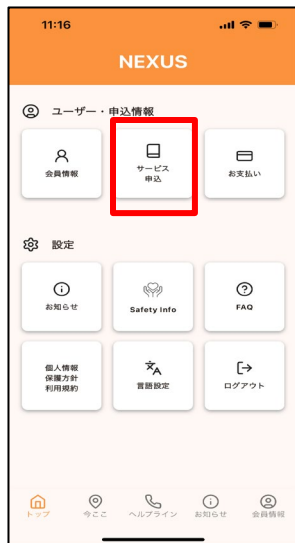 11:16
NEXUS
ユーザー・申込情報
会員情報
サービス
申込
お支払い
設定
お知らせ
Safety Info
FAQ
個人情報
保護方針
利用規約
言語設定
ログアウト
トップ
今ここ
ヘルプライン
お知らせ
会員情報